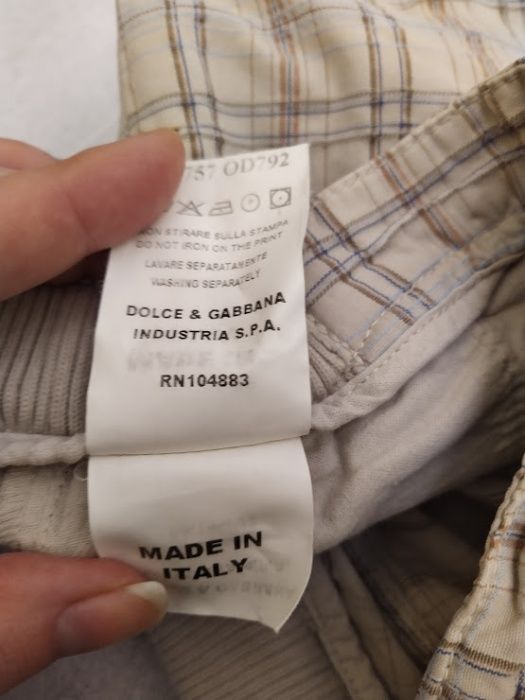 757 OD792
NON STIRARE SULLA STAMPA
DO NOT IRON ON THE PRINT
LAVARE SEPARATAMENTE
WASHING SEPARATELY
DOLCE & GABBANA
INDUSTRIA S.P.A.
RN104883
MADE IN
ITALY